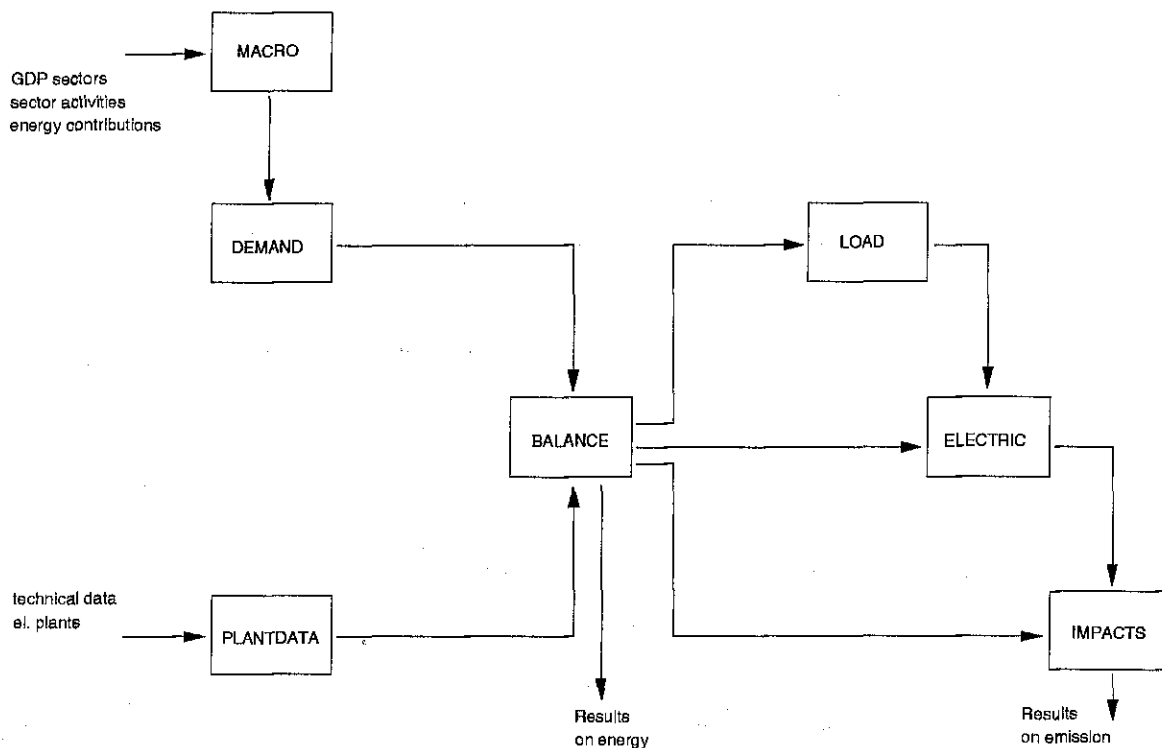 MACRO
GDP sectors
sector activities
energy contributions
DEMAND
LOAD
BALANCE
ELECTRIC
technical data
el. plants
PLANTDATA
IMPACTS
Results
on energy
Results
on emission